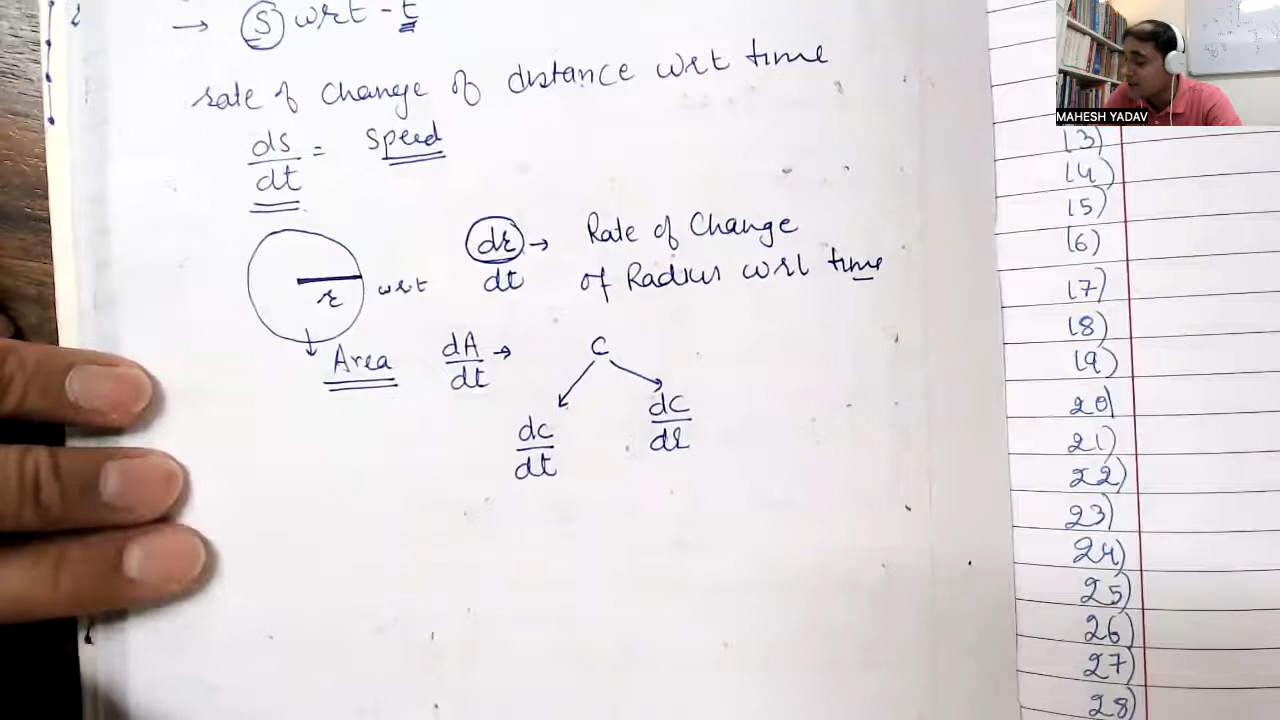 → S wrt - t
rate of change of distance wrt time
ds/dt = speed
r wrt dr/dt → Rate of Change
of Radius wrt time
Area dA/dt → C
dc/dt dc/dr
MAHESH YADAV
13)
14)
15)
16)
17)
18)
19)
20)
21)
22)
23)
24)
25)
26)
27)
28)